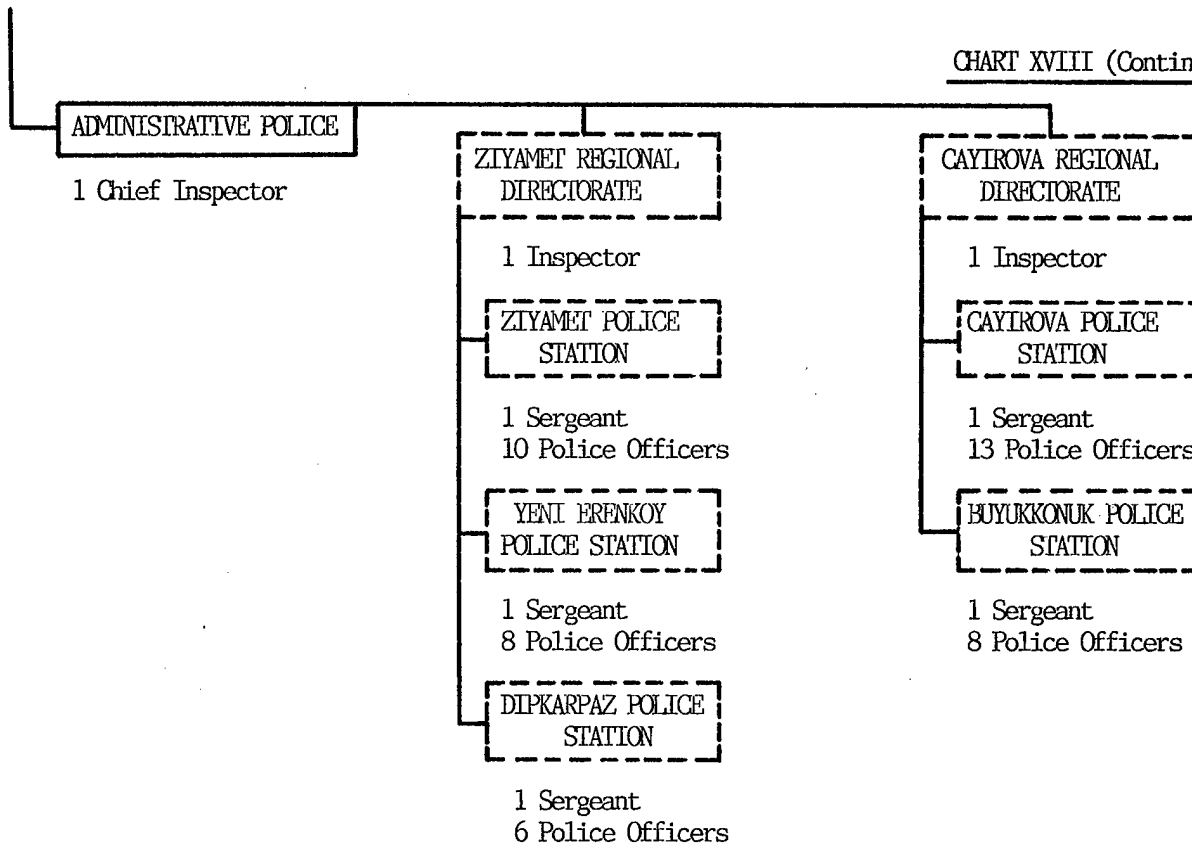 CHART XVIII (Contin
ADMINISTRATIVE POLICE
1 Chief Inspector
ZIYAMET REGIONAL
DIRECTORATE
1 Inspector
ZIYAMET POLICE
STATION
1 Sergeant
10 Police Officers
YENI ERENKOY
POLICE STATION
1 Sergeant
8 Police Officers
DIPKARPAZ POLICE
STATION
1 Sergeant
6 Police Officers
CAYIROVA REGIONAL
DIRECTORATE
1 Inspector
CAYIROVA POLICE
STATION
1 Sergeant
13 Police Officers
BUYUKKONUK POLICE
STATION
1 Sergeant
8 Police Officers